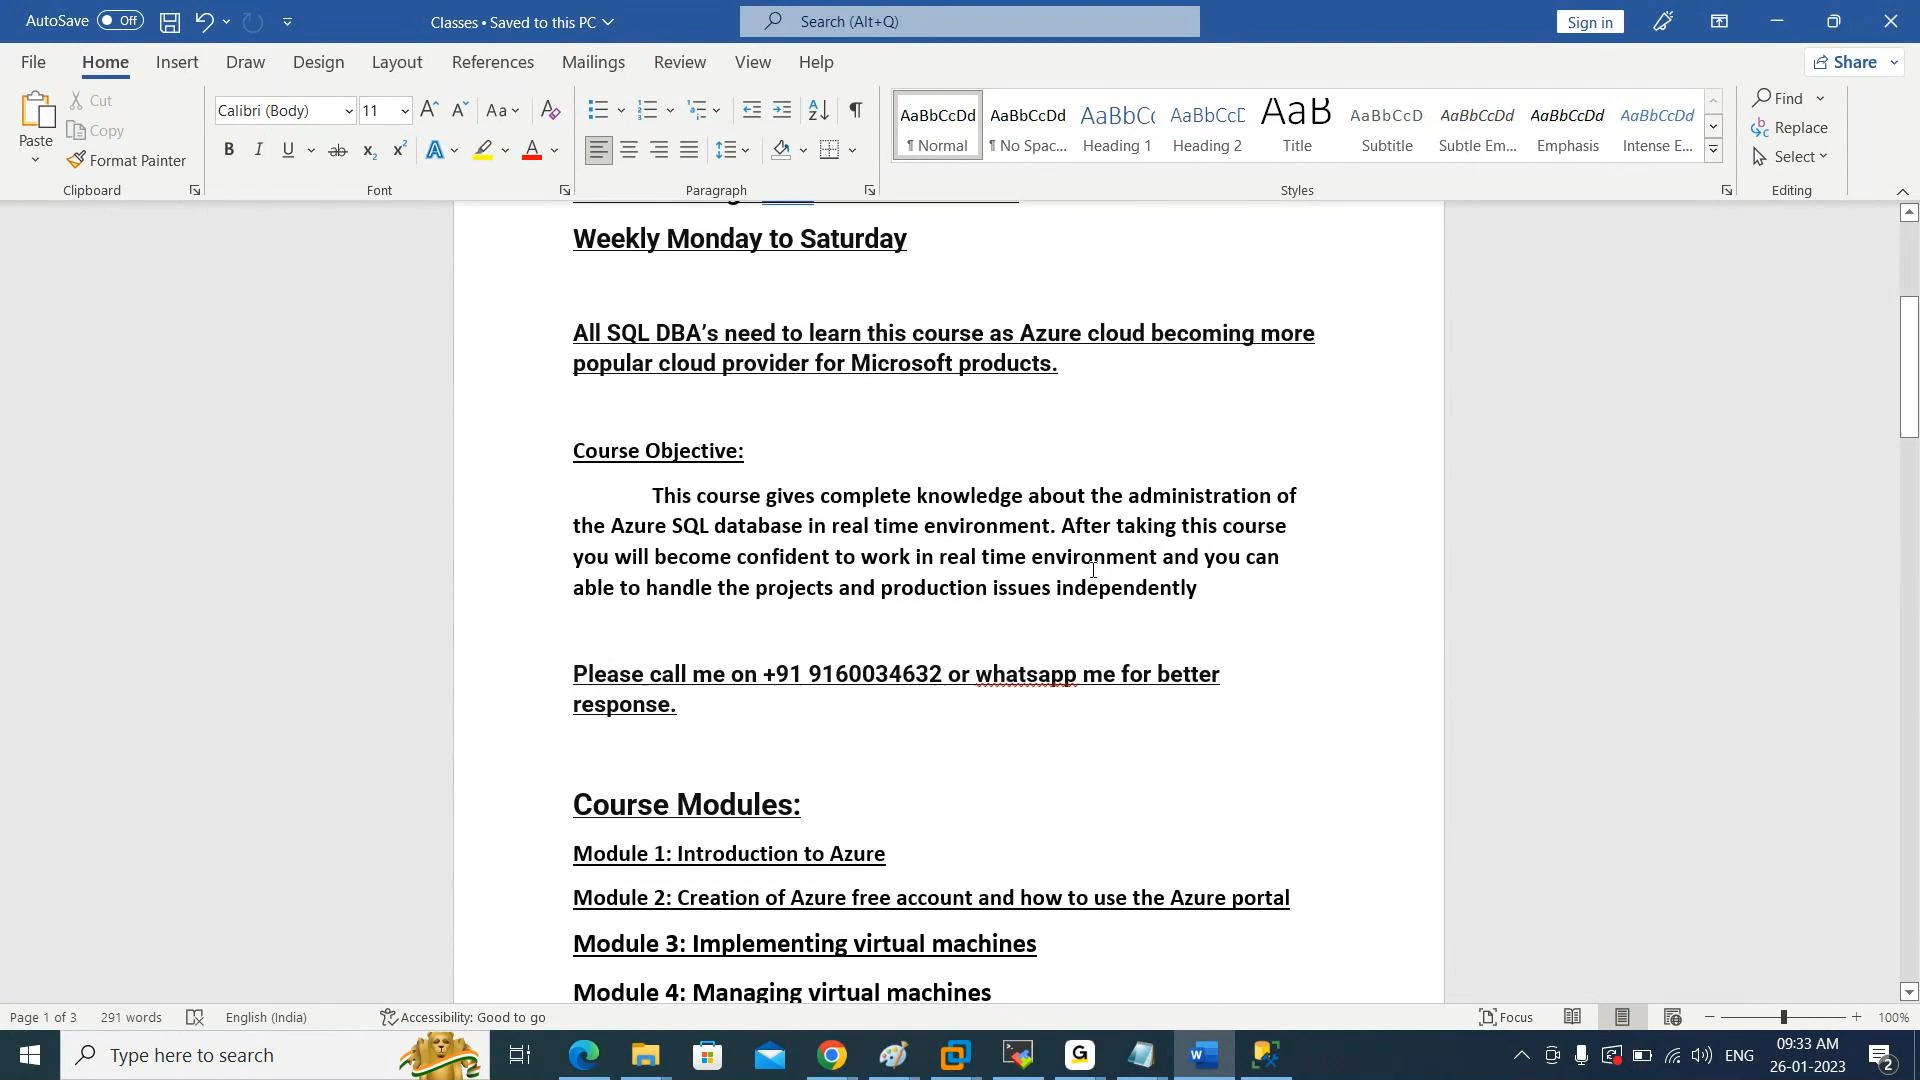 AutoSave Off Classes • Saved to this PC Search (Alt+Q) Sign in
File Home Insert Draw Design Layout References Mailings Review View Help Share
Paste Cut Copy Format Painter
Clipboard
Calibri (Body) 11 Aa
B I U ab x₂ x² A A
Font
Paragraph
AaBbCcDd AaBbCcDd AaBbCc AaBbCcD AaB AaBbCcD AaBbCcDd AaBbCcDd AaBbCcDd
¶ Normal ¶ No Spac... Heading 1 Heading 2 Title Subtitle Subtle Em... Emphasis Intense E...
Styles
Find
Replace
Select
Editing
Weekly Monday to Saturday
All SQL DBA’s need to learn this course as Azure cloud becoming more
popular cloud provider for Microsoft products.
Course Objective:
This course gives complete knowledge about the administration of
the Azure SQL database in real time environment. After taking this course
you will become confident to work in real time environment and you can
able to handle the projects and production issues independently
Please call me on +91 9160034632 or whatsapp me for better
response.
Course Modules:
Module 1: Introduction to Azure
Module 2: Creation of Azure free account and how to use the Azure portal
Module 3: Implementing virtual machines
Module 4: Managing virtual machines
Page 1 of 3 291 words English (India) Accessibility: Good to go Focus 100%
Type here to search ENG 09:33 AM
26-01-2023 2